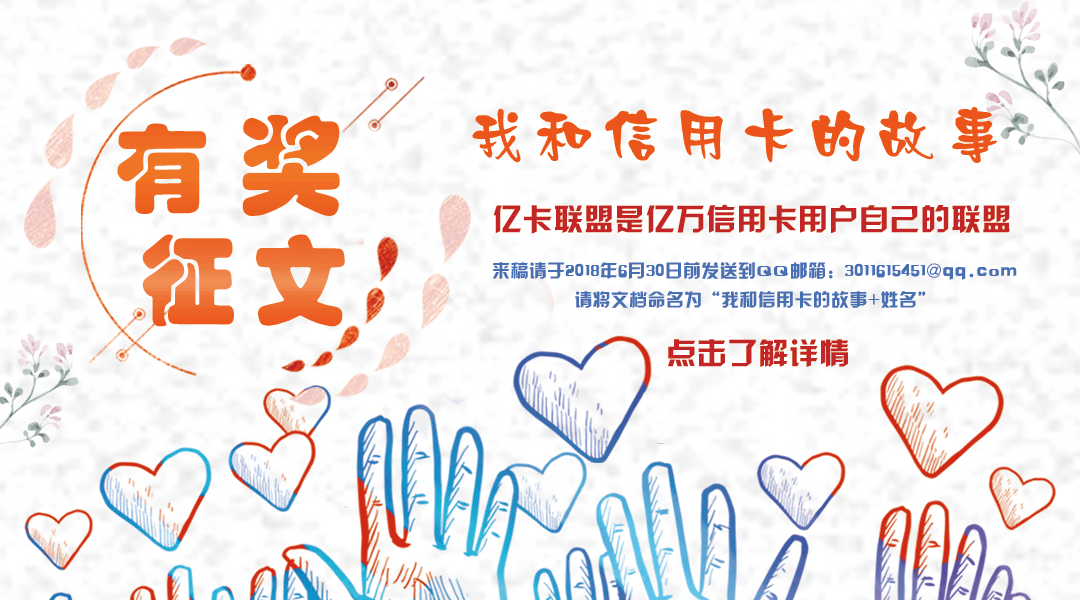 有奖
征文
我和信用卡的故事
亿卡联盟是亿万信用卡用户自己的联盟
来稿请于2018年6月30日前发送到QQ邮箱：3011615451@qq.com
请将文档命名为“我和信用卡的故事+姓名”
点击了解详情